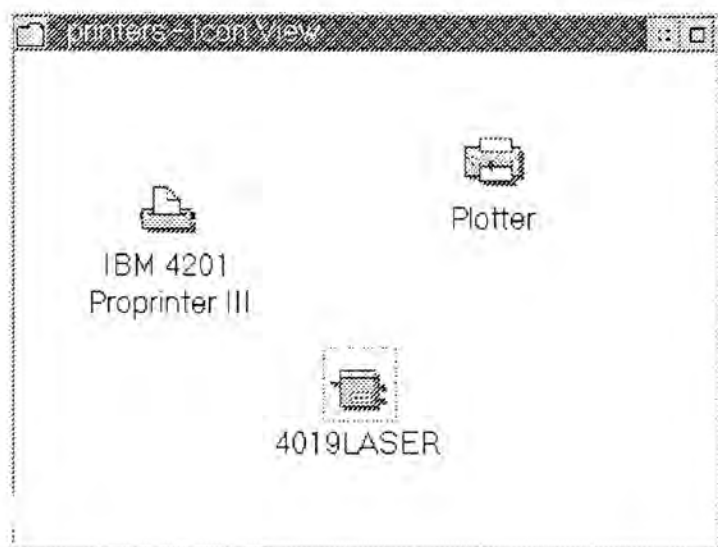 printers - Icon View
Plotter
IBM 4201
Proprinter III
4019LASER